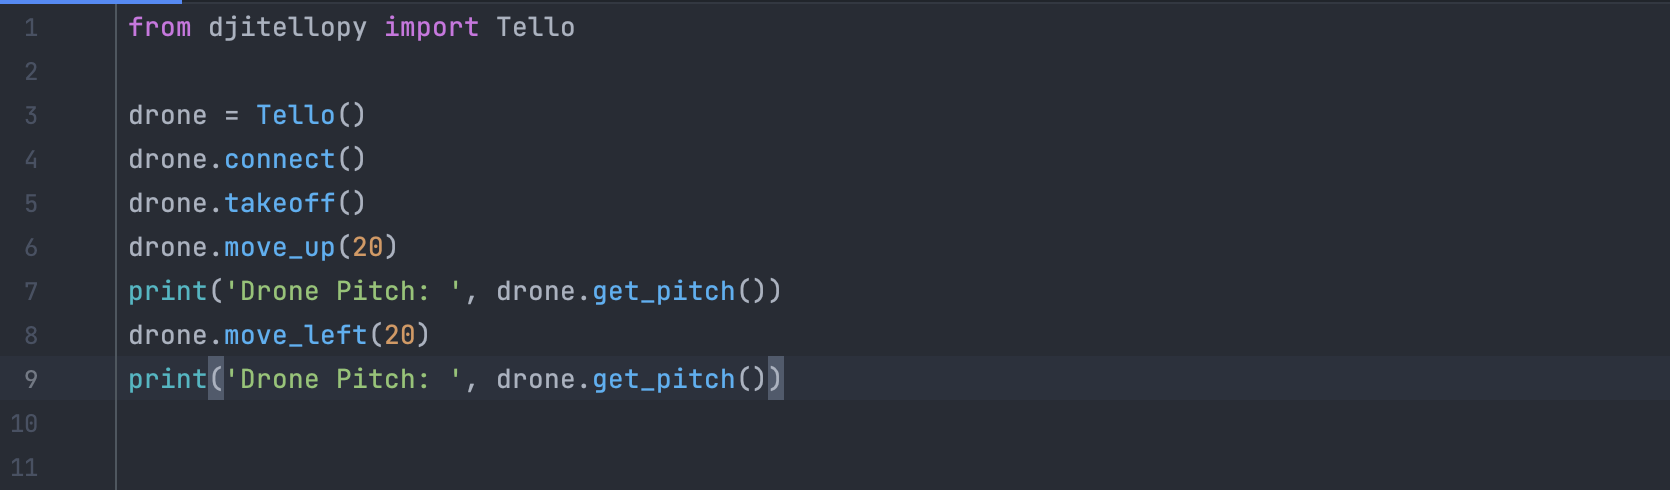 1 from djitellopy import Tello
2
3 drone = Tello()
4 drone.connect()
5 drone.takeoff()
6 drone.move_up(20)
7 print('Drone Pitch: ', drone.get_pitch())
8 drone.move_left(20)
9 print('Drone Pitch: ', drone.get_pitch())
10
11